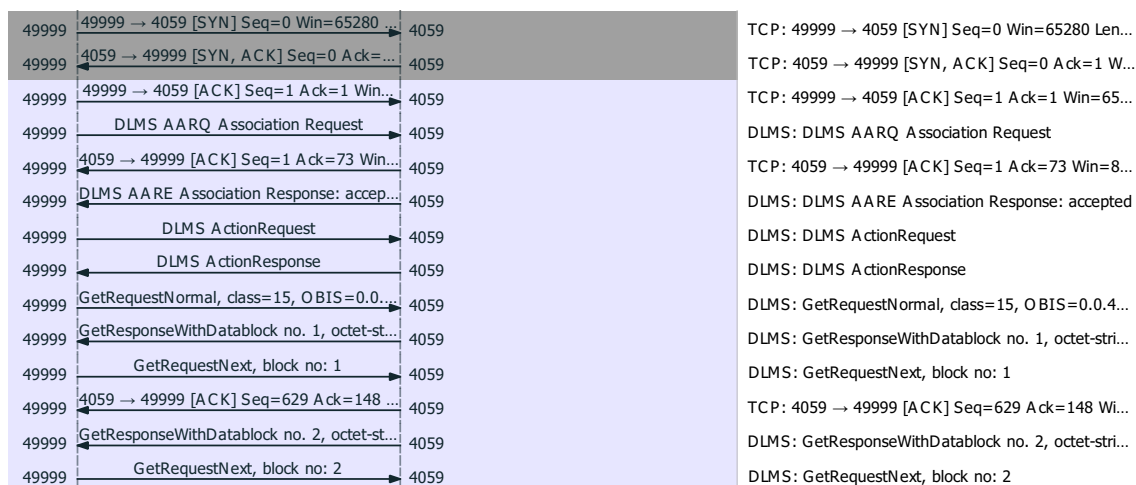 49999 49999 → 4059 [SYN] Seq=0 Win=65280 ... 4059 TCP: 49999 → 4059 [SYN] Seq=0 Win=65280 Len...
49999 4059 → 49999 [SYN, ACK] Seq=0 Ack=... 4059 TCP: 4059 → 49999 [SYN, ACK] Seq=0 Ack=1 W...
49999 49999 → 4059 [ACK] Seq=1 Ack=1 Win... 4059 TCP: 49999 → 4059 [ACK] Seq=1 Ack=1 Win=65...
49999 DLMS AARQ Association Request 4059 DLMS: DLMS AARQ Association Request
49999 4059 → 49999 [ACK] Seq=1 Ack=73 Win... 4059 TCP: 4059 → 49999 [ACK] Seq=1 Ack=73 Win=8...
49999 DLMS AARE Association Response: accep... 4059 DLMS: DLMS AARE Association Response: accepted
49999 DLMS ActionRequest 4059 DLMS: DLMS ActionRequest
49999 DLMS ActionResponse 4059 DLMS: DLMS ActionResponse
49999 GetRequestNormal, class=15, OBIS=0.0.... 4059 DLMS: GetRequestNormal, class=15, OBIS=0.0.4...
49999 GetResponseWithDatablock no. 1, octet-st... 4059 DLMS: GetResponseWithDatablock no. 1, octet-stri...
49999 GetRequestNext, block no: 1 4059 DLMS: GetRequestNext, block no: 1
49999 4059 → 49999 [ACK] Seq=629 Ack=148 ... 4059 TCP: 4059 → 49999 [ACK] Seq=629 Ack=148 Wi...
49999 GetResponseWithDatablock no. 2, octet-st... 4059 DLMS: GetResponseWithDatablock no. 2, octet-stri...
49999 GetRequestNext, block no: 2 4059 DLMS: GetRequestNext, block no: 2